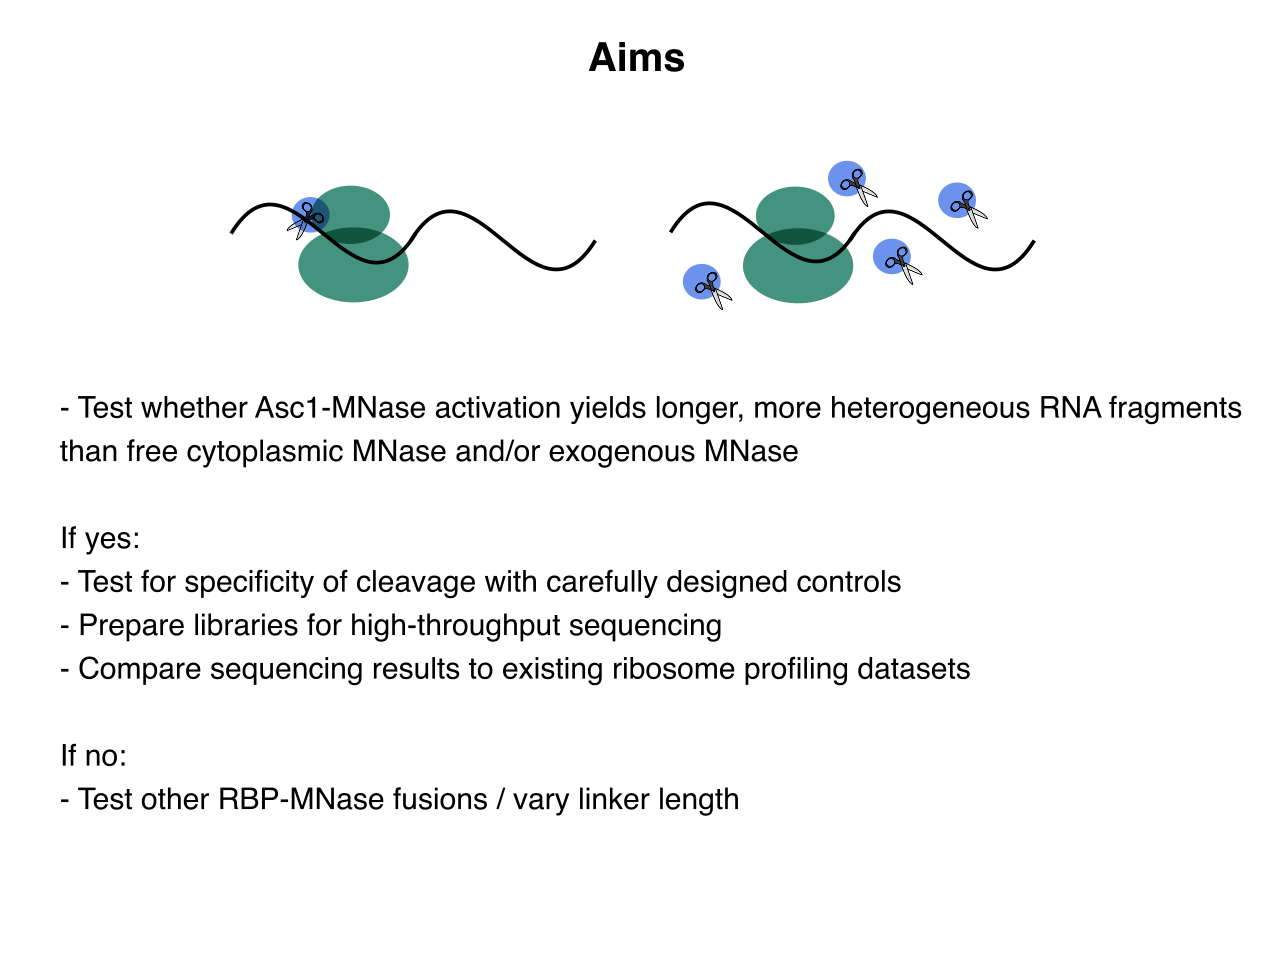 Aims
- Test whether Asc1-MNase activation yields longer, more heterogeneous RNA fragments
than free cytoplasmic MNase and/or exogenous MNase
If yes:
- Test for specificity of cleavage with carefully designed controls
- Prepare libraries for high-throughput sequencing
- Compare sequencing results to existing ribosome profiling datasets
If no:
- Test other RBP-MNase fusions / vary linker length